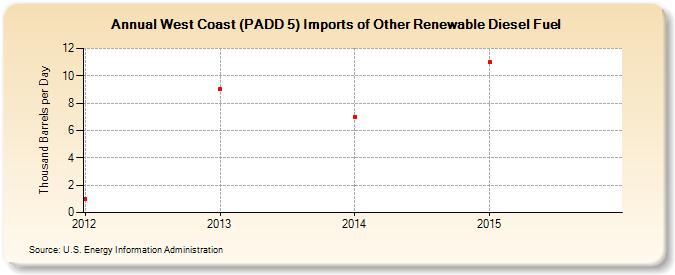 Annual West Coast (PADD 5) Imports of Other Renewable Diesel Fuel
Thousand Barrels per Day
12
10
8
6
4
2
0
2012 2013 2014 2015
Source: U.S. Energy Information Administration